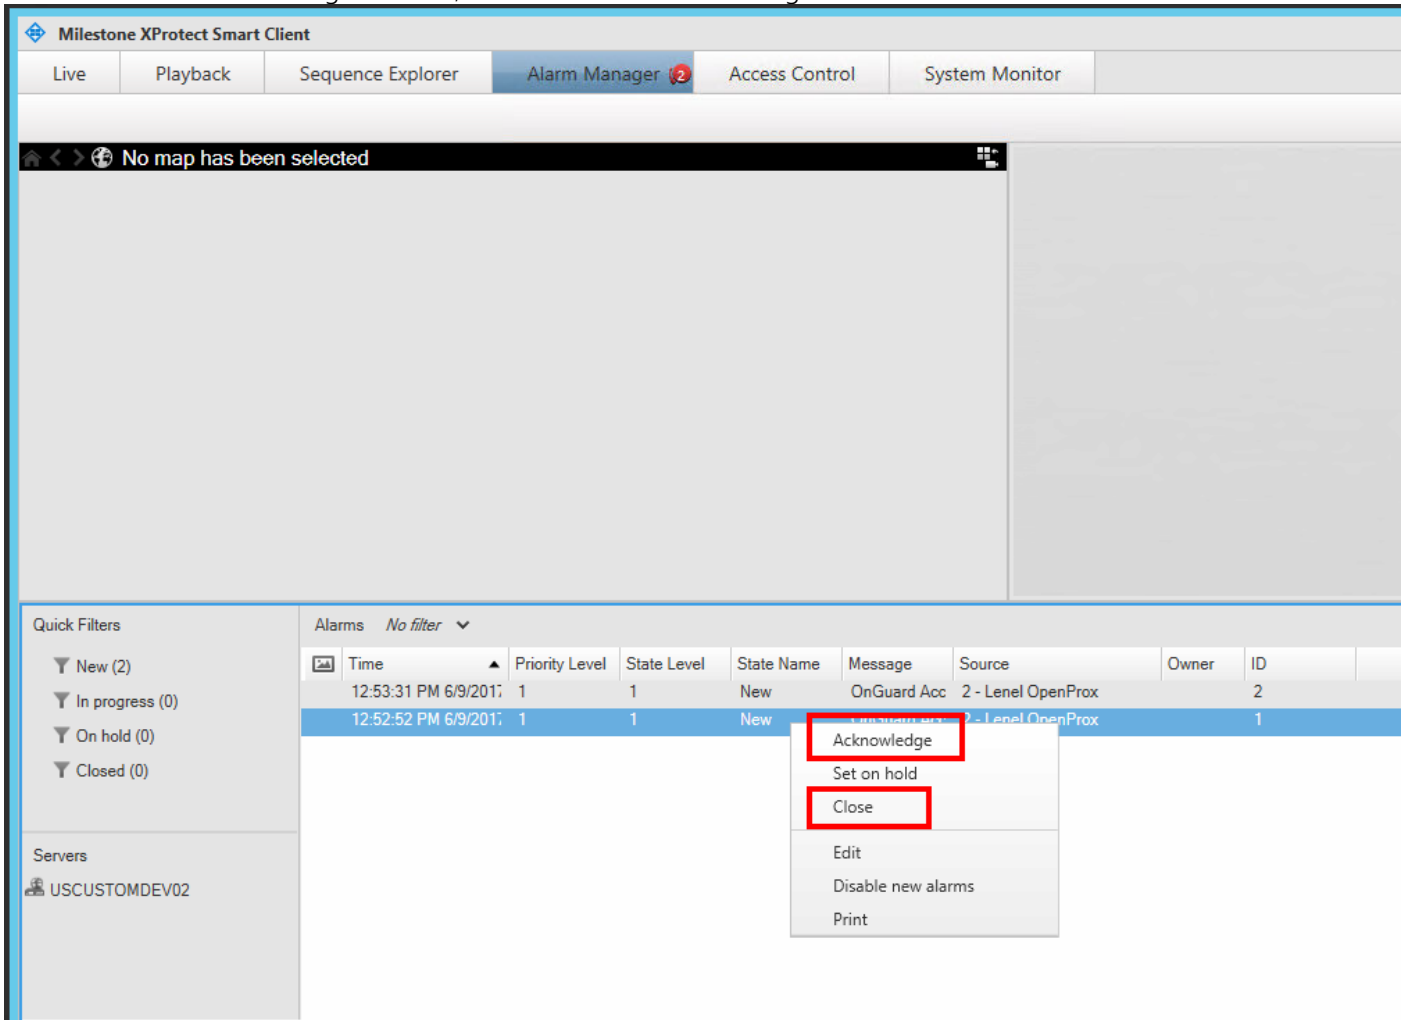 Milestone XProtect Smart Client
Live Playback Sequence Explorer Alarm Manager 2 Access Control System Monitor
No map has been selected
Quick Filters
New (2)
In progress (0)
On hold (0)
Closed (0)
Servers
USCUSTOMDEV02
Alarms No filter
Time Priority Level State Level State Name Message Source Owner ID
12:53:31 PM 6/9/2017 1 1 New OnGuard Acc 2 - Lenel OpenProx 2
12:52:52 PM 6/9/2017 1 1 New 2 - Lenel OpenProx 1
Acknowledge
Set on hold
Close
Edit
Disable new alarms
Print